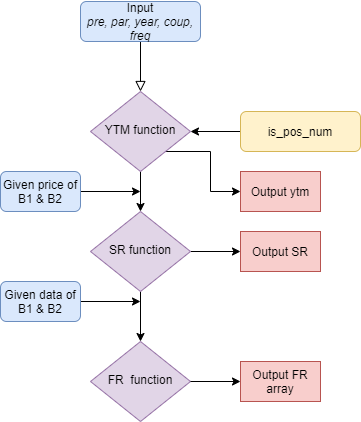 Input
pre, par, year, coup,
freq
YTM function
is_pos_num
Given price of
B1 & B2
Output ytm
SR function
Output SR
Given data of
B1 & B2
FR  function
Output FR
array